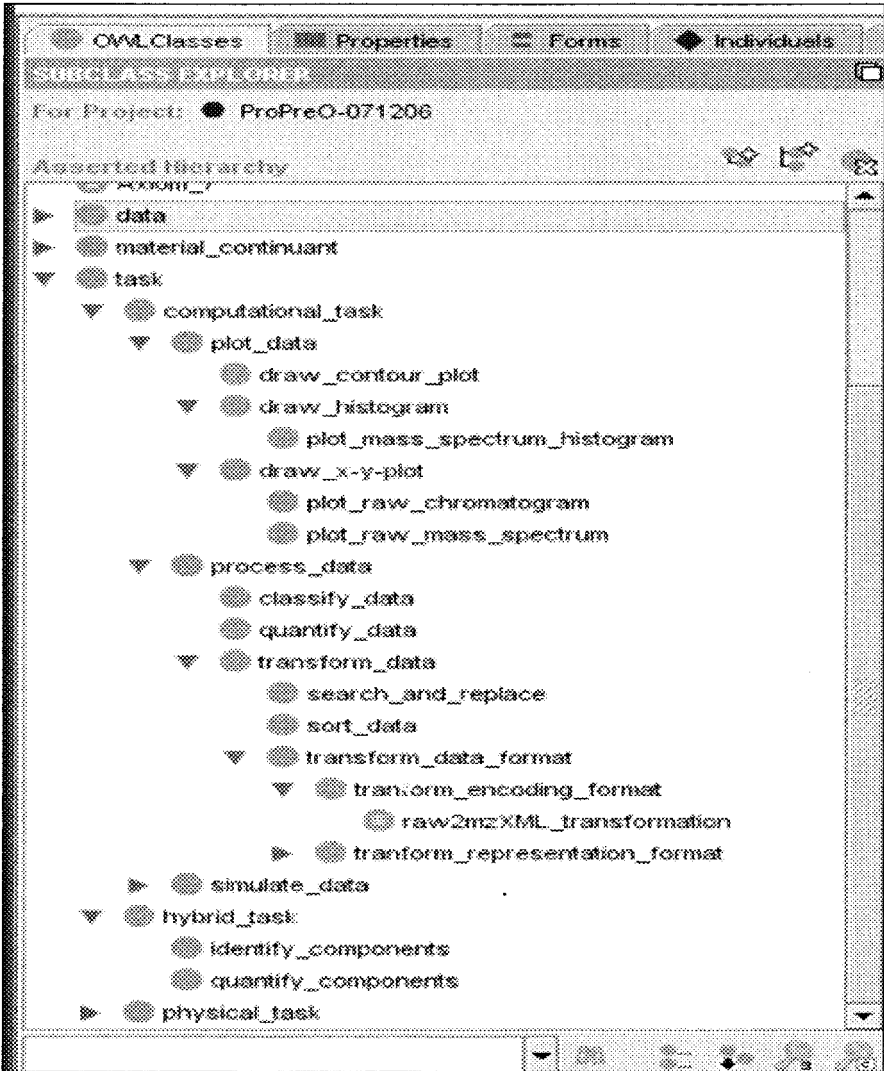 OWLClasses Properties Forms Individuals
SUBCLASS EXPLORER
For Project: ProPreO-071206
Asserted Hierarchy
Axiom_7
data
material_continuant
task
computational_task
plot_data
draw_contour_plot
draw_histogram
plot_mass_spectrum_histogram
draw_x-y-plot
plot_raw_chromatogram
plot_raw_mass_spectrum
process_data
classify_data
quantify_data
transform_data
search_and_replace
sort_data
transform_data_format
tranform_encoding_format
raw2mzXML_transformation
tranform_representation_format
simulate_data
hybrid_task
identify_components
quantify_components
physical_task